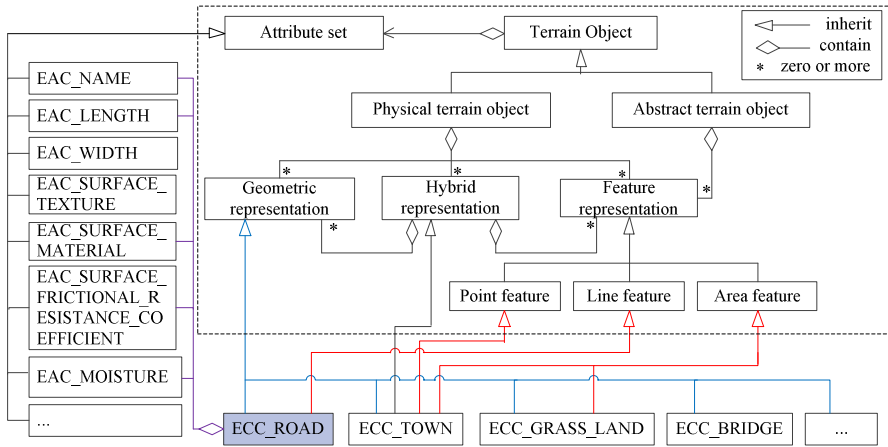 Attribute set
Terrain Object
inherit
contain
* zero or more
Physical terrain object
Abstract terrain object
* * * *
Geometric
representation
Hybrid
representation
Feature
representation
* *
Point feature
Line feature
Area feature
EAC_NAME
EAC_LENGTH
EAC_WIDTH
EAC_SURFACE_
TEXTURE
EAC_SURFACE_
MATERIAL
EAC_SURFACE_
FRICTIONAL_R
ESISTANCE_CO
EFFICIENT
EAC_MOISTURE
...
ECC_ROAD
ECC_TOWN
ECC_GRASS_LAND
ECC_BRIDGE
...